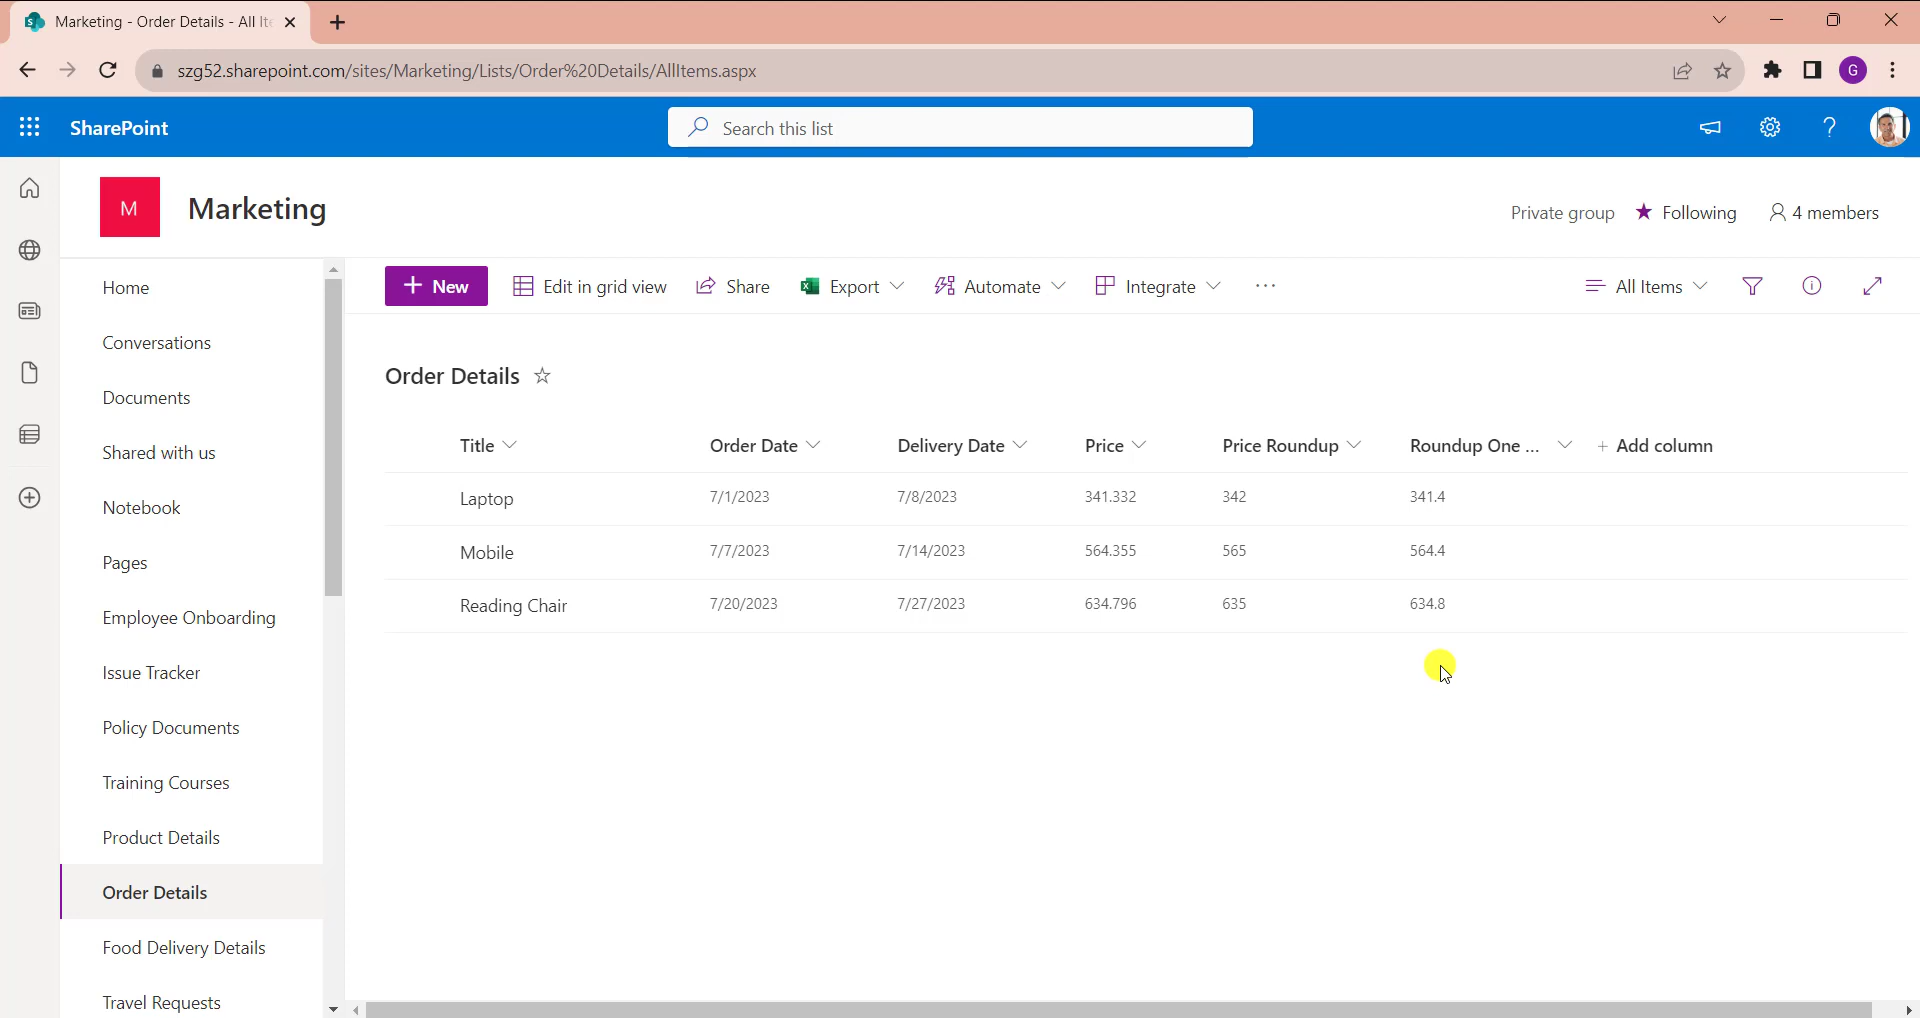 Marketing - Order Details - All Ite
szg52.sharepoint.com/sites/Marketing/Lists/Order%20Details/AllItems.aspx
G
SharePoint
Search this list
M
Marketing
Private group
Following
4 members
Home
Conversations
Documents
Shared with us
Notebook
Pages
Employee Onboarding
Issue Tracker
Policy Documents
Training Courses
Product Details
Order Details
Food Delivery Details
Travel Requests
New
Edit in grid view
Share
Export
Automate
Integrate
...
All Items
Order Details
Title Order Date Delivery Date Price Price Roundup Roundup One ... + Add column
Laptop 7/1/2023 7/8/2023 341.332 342 341.4
Mobile 7/7/2023 7/14/2023 564.355 565 564.4
Reading Chair 7/20/2023 7/27/2023 634.796 635 634.8